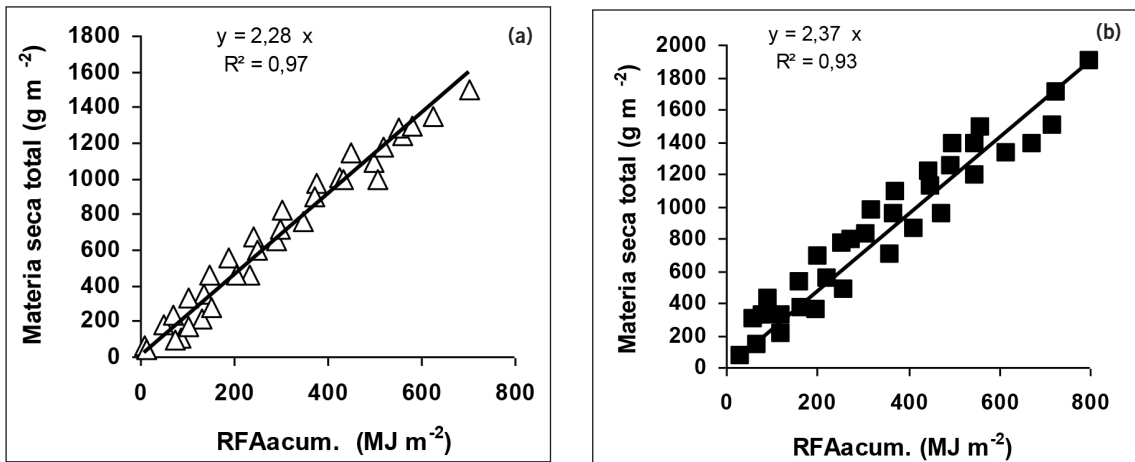 (a)
y = 2,28 x
R² = 0,97
Materia seca total (g m⁻²)
1800
1600
1400
1200
1000
800
600
400
200
0
0 200 400 600 800
RFAacum. (MJ m⁻²)
(b)
y = 2,37 x
R² = 0,93
Materia seca total (g m⁻²)
2000
1800
1600
1400
1200
1000
800
600
400
200
0
0 200 400 600 800
RFAacum. (MJ m⁻²)